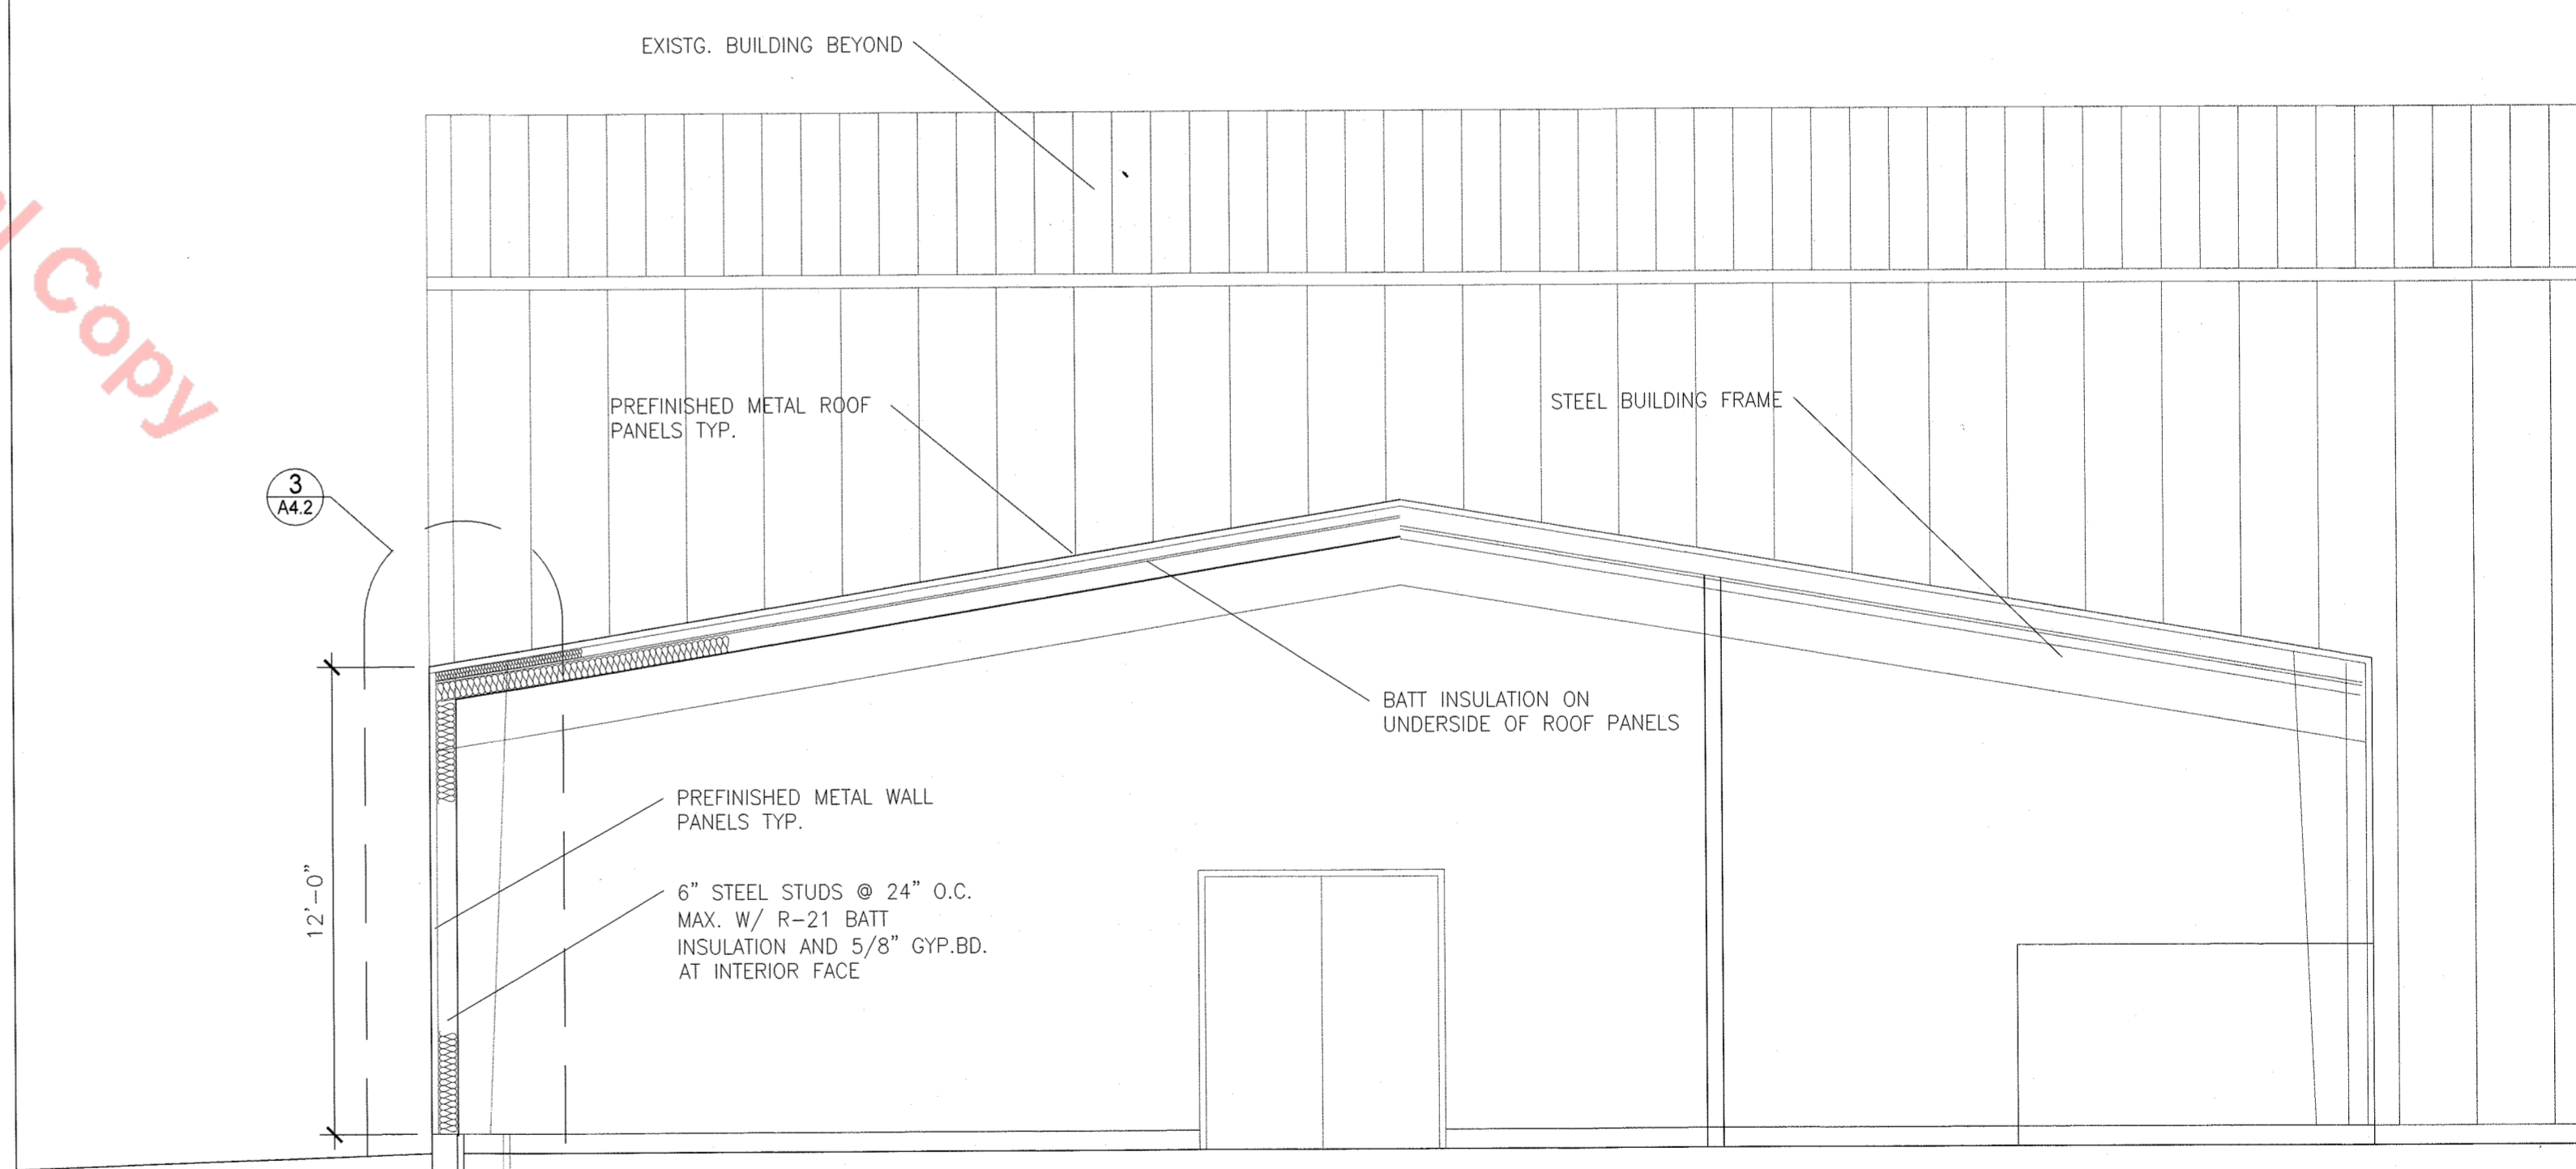 EXISTG. BUILDING BEYOND
Copy
PREFINISHED METAL ROOF
PANELS TYP.
STEEL BUILDING FRAME
3
A4.2
BATT INSULATION ON
UNDERSIDE OF ROOF PANELS
PREFINISHED METAL WALL
PANELS TYP.
12'-0"
6" STEEL STUDS @ 24" O.C.
MAX. W/ R-21 BATT
INSULATION AND 5/8" GYP.BD.
AT INTERIOR FACE